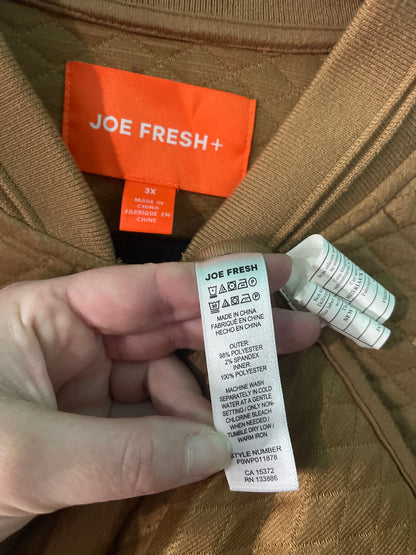 JOE FRESH+
3X
MADE IN
CHINA
FABRIQUÉ EN
CHINE
JOE FRESH
MADE IN CHINA
FABRIQUÉ EN CHINE
HECHO EN CHINA
OUTER:
98% POLYESTER
2% SPANDEX
INNER:
100% POLYESTER
MACHINE WASH
SEPARATELY IN COLD
WATER AT A GENTLE
SETTING / ONLY NON-
CHLORINE BLEACH
WHEN NEEDED /
TUMBLE DRY LOW /
WARM IRON
STYLE NUMBER
F0WP011878
CA 15372
RN 133886